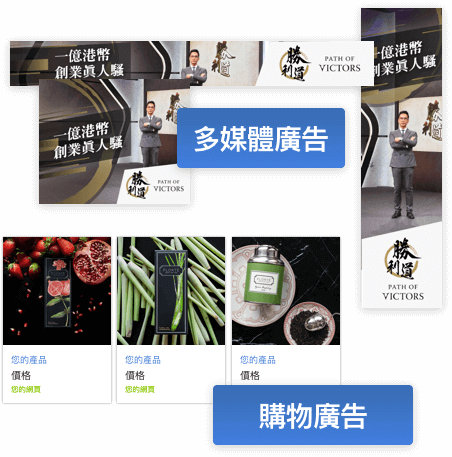 一億港幣
創業真人騷
勝利道
PATH OF
VICTORS
一億港幣
創業真人騷
一億港幣
創業真人騷
勝利道
PATH OF
VICTORS
多媒體廣告
勝利道
PATH OF
VICTORS
FLORTE
FLORTE
您的產品
價格
您的網頁
您的產品
價格
您的網頁
您的產品
價格
購物廣告